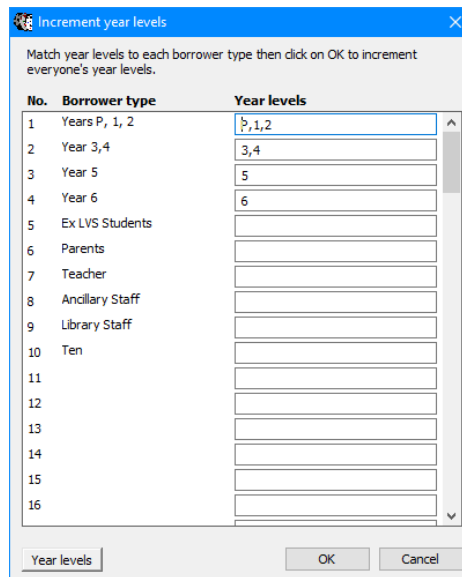 Increment year levels
Match year levels to each borrower type then click on OK to increment
everyone's year levels.
No. Borrower type Year levels
1 Years P, 1, 2 P,1,2
2 Year 3,4 3,4
3 Year 5 5
4 Year 6 6
5 Ex LVS Students
6 Parents
7 Teacher
8 Ancillary Staff
9 Library Staff
10 Ten
11
12
13
14
15
16
Year levels OK Cancel